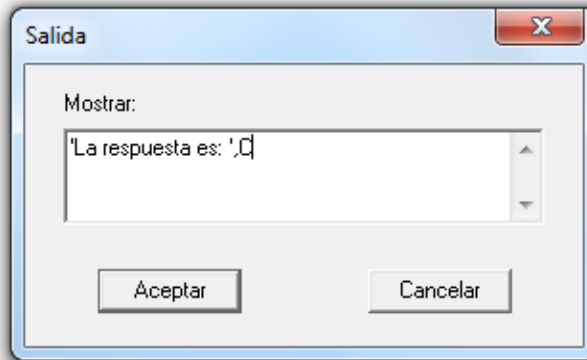 Salida
Mostrar:
'La respuesta es: ',C
Aceptar
Cancelar